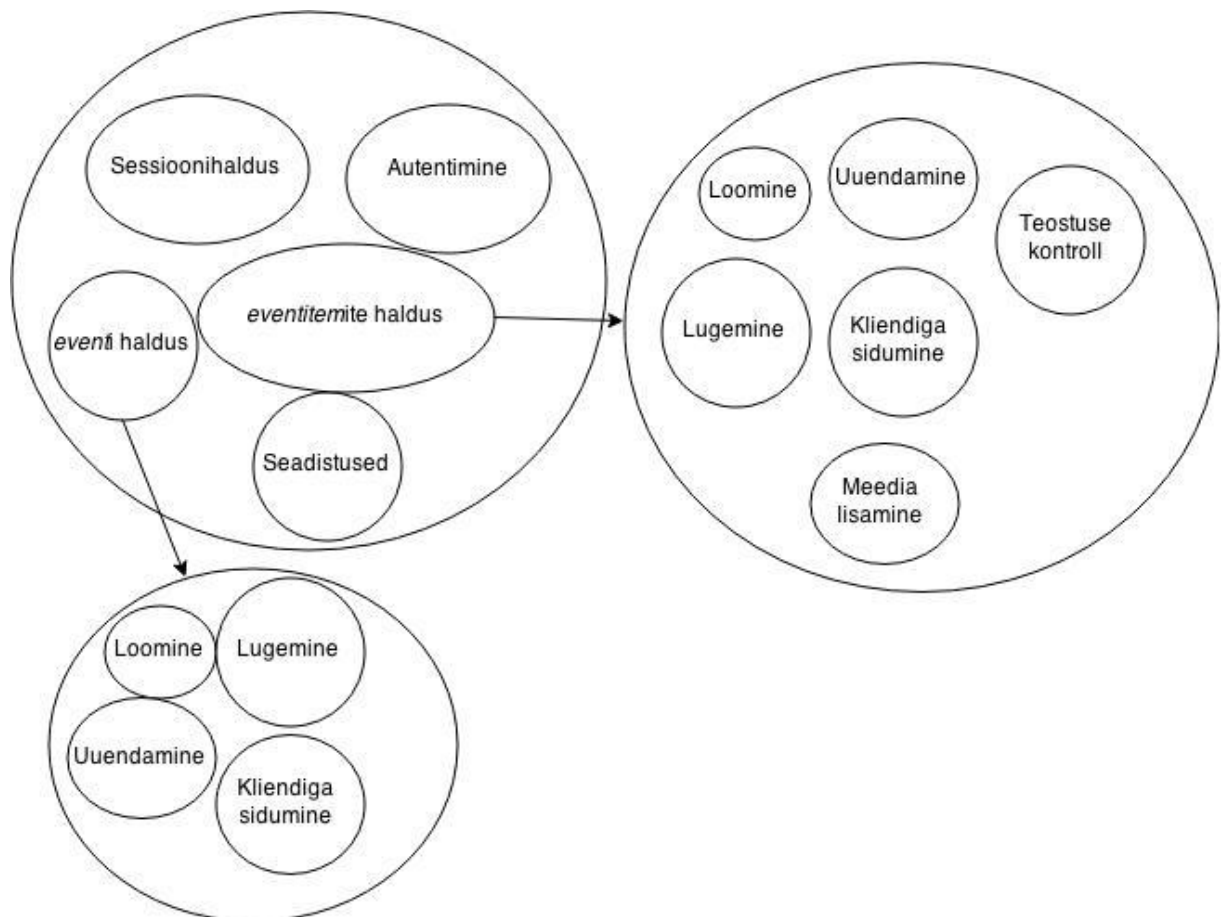 Sessioonihaldus
Autentimine
eventitemite haldus
eventi haldus
Seadistused
Loomine
Uuendamine
Teostuse
kontroll
Lugemine
Kliendiga
sidumine
Meedia
lisamine
Loomine
Lugemine
Uuendamine
Kliendiga
sidumine